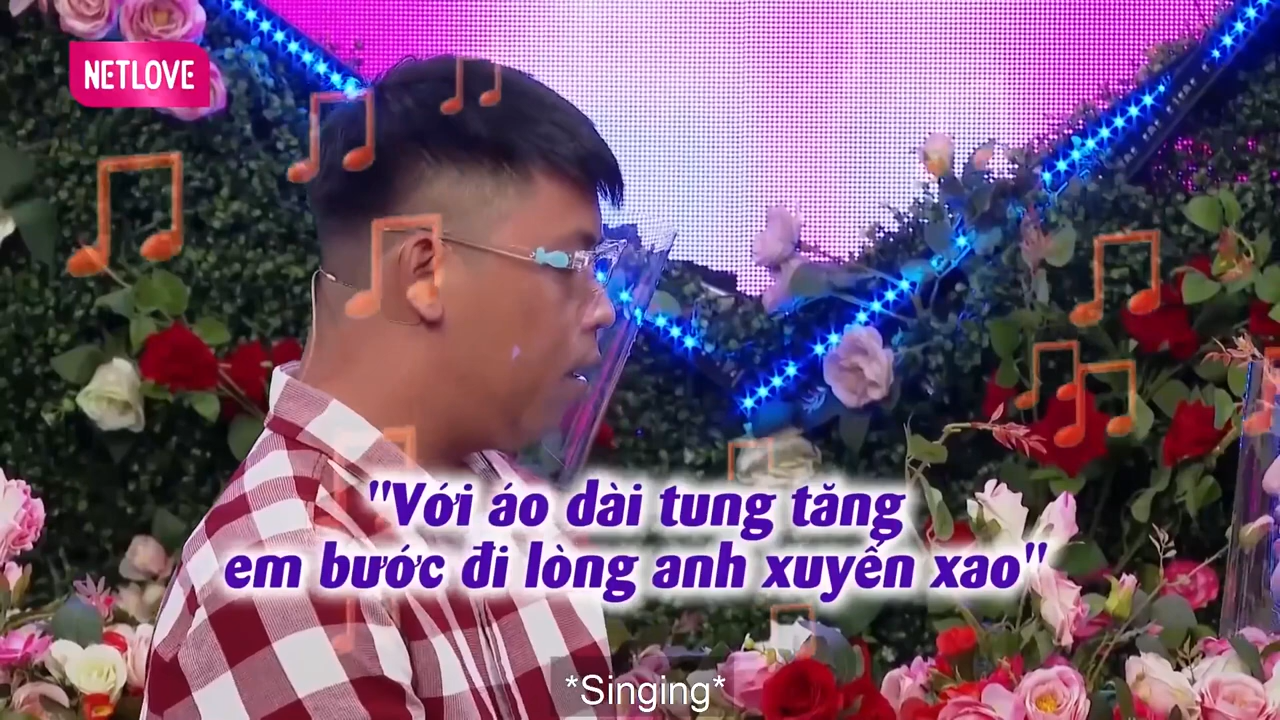 NETLOVE
"Với áo dài tung tăng
em bước đi lòng anh xuyến xao"
*Singing*